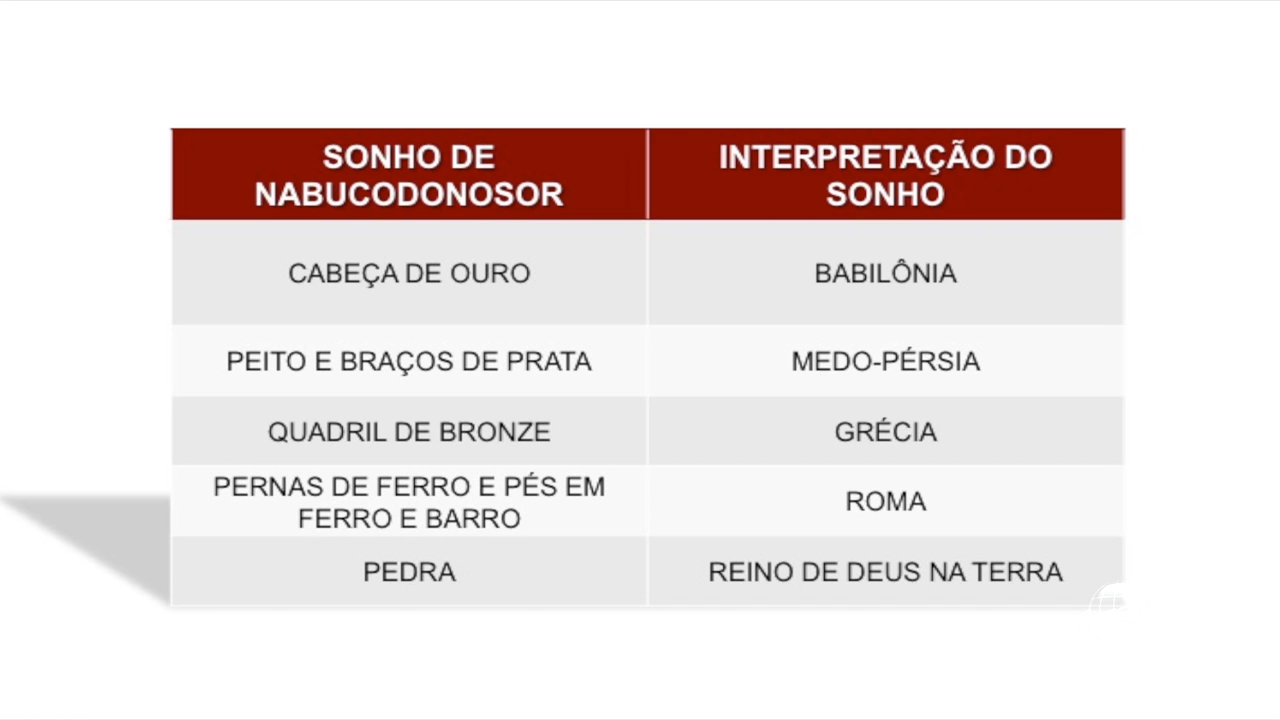 SONHO DE
NABUCODONOSOR
INTERPRETAÇÃO DO
SONHO
CABEÇA DE OURO
BABILÔNIA
PEITO E BRAÇOS DE PRATA
MEDO-PÉRSIA
QUADRIL DE BRONZE
GRÉCIA
PERNAS DE FERRO E PÉS EM
FERRO E BARRO
ROMA
PEDRA
REINO DE DEUS NA TERRA